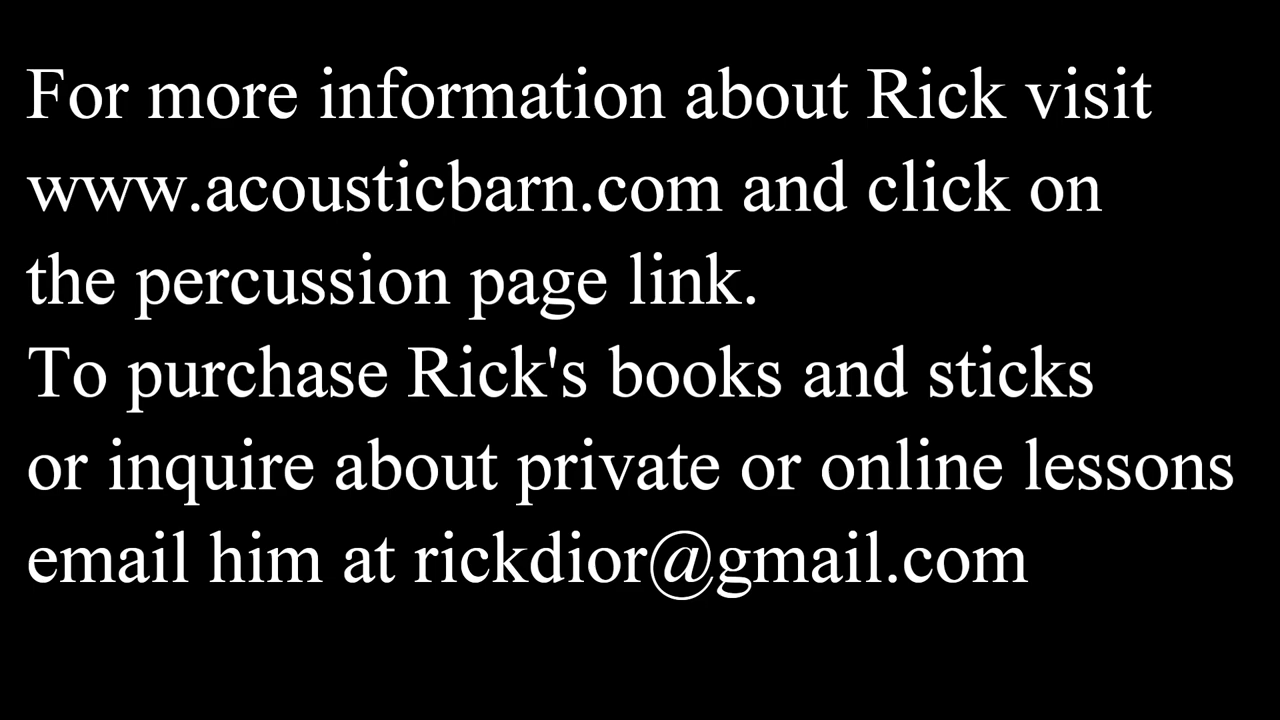 For more information about Rick visit
www.acousticbarn.com and click on
the percussion page link.
To purchase Rick's books and sticks
or inquire about private or online lessons
email him at rickdior@gmail.com